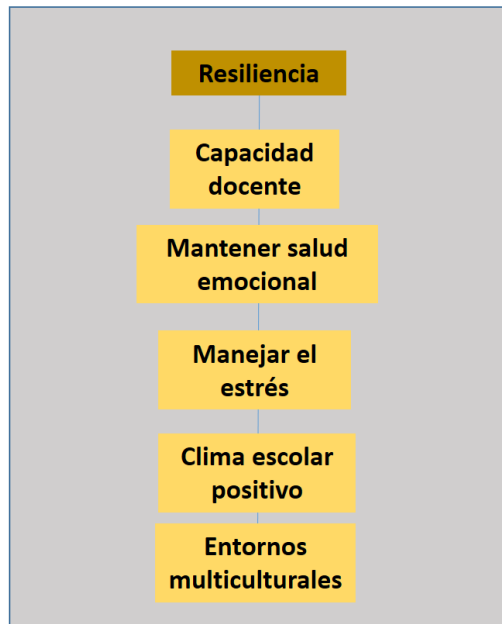 Resiliencia
Capacidad
docente
Mantener salud
emocional
Manejar el
estrés
Clima escolar
positivo
Entornos
multiculturales